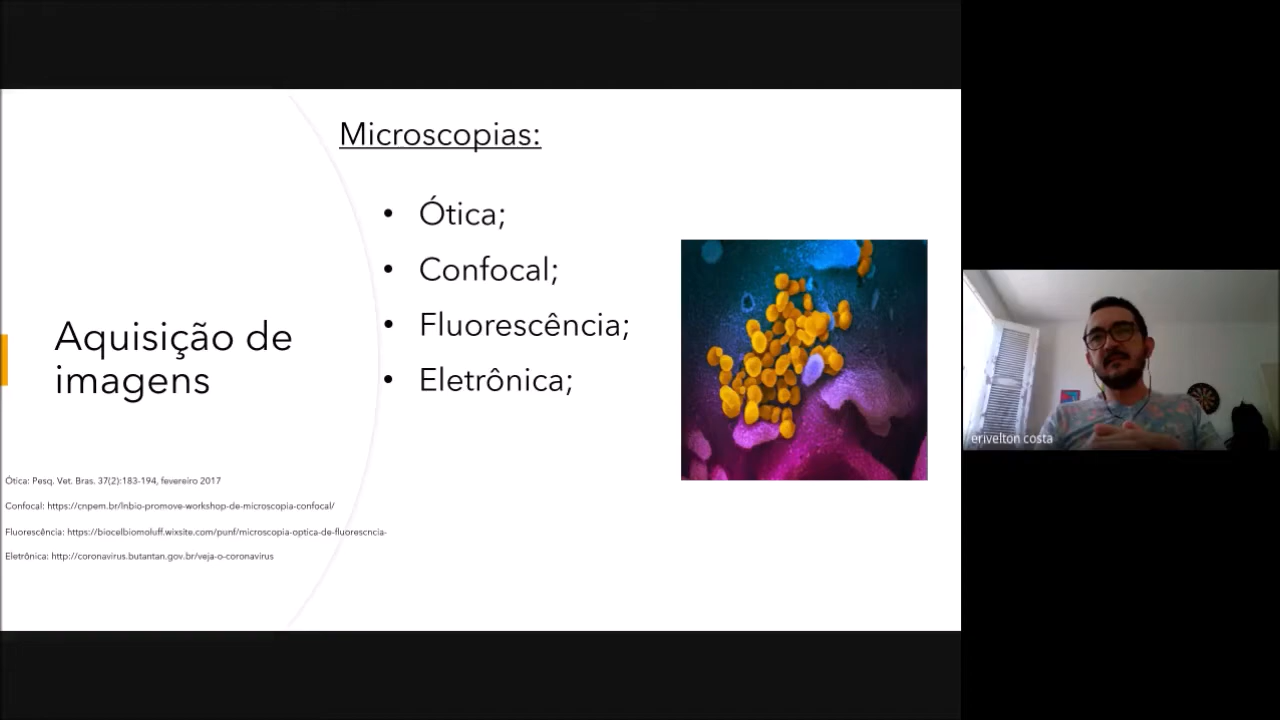 Microscopias:
• Ótica;
• Confocal;
• Fluorescência;
• Eletrônica;
Aquisição de
imagens
Ótica: Pesq. Vet. Bras. 37(2):183-194, fevereiro 2017
Confocal: https://cnpem.br/lnbio-promove-workshop-de-microscopia-confocal/
Fluorescência: https://biocelbiomoluff.wixsite.com/punf/microscopia-optica-de-fluorescncia-
Eletrônica: http://coronavirus.butantan.gov.br/veja-o-coronavirus
erivelton costa